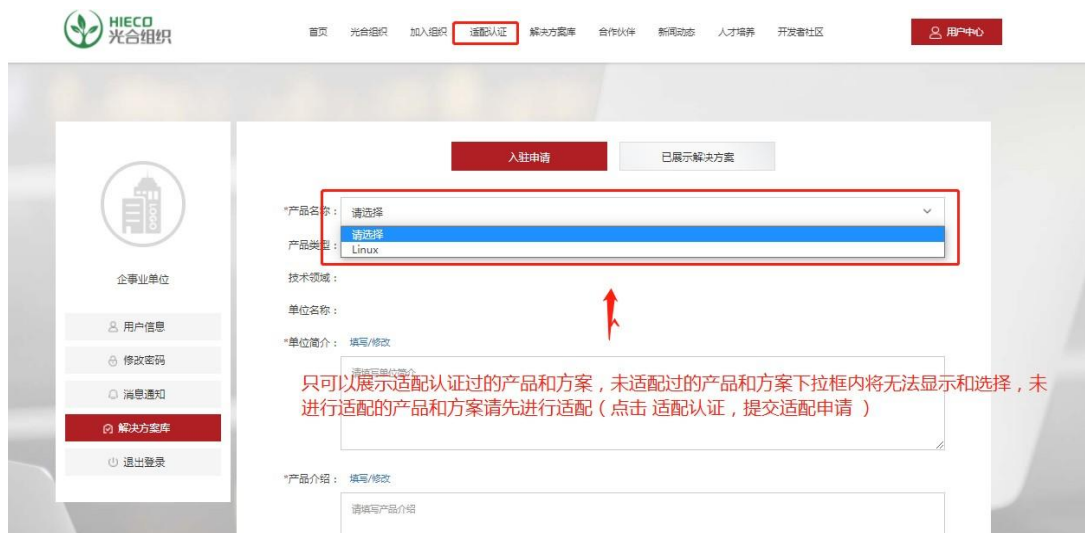 HIECO
光合组织
首页 光合组织 加入组织 适配认证 解决方案库 合作伙伴 新闻动态 人才培养 开发者社区 用户中心
入驻申请 已展示解决方案
LOGO
企事业单位
用户信息
修改密码
消息通知
解决方案库
退出登录
*产品名称： 请选择
请选择
Linux
产品类型：
技术领域：
单位名称：
*单位简介： 填写/修改
请填写单位简介
只可以展示适配认证过的产品和方案，未适配过的产品和方案下拉框内将无法显示和选择，未
进行适配的产品和方案请先进行适配（点击 适配认证，提交适配申请 ）
*产品介绍： 填写/修改
请填写产品介绍